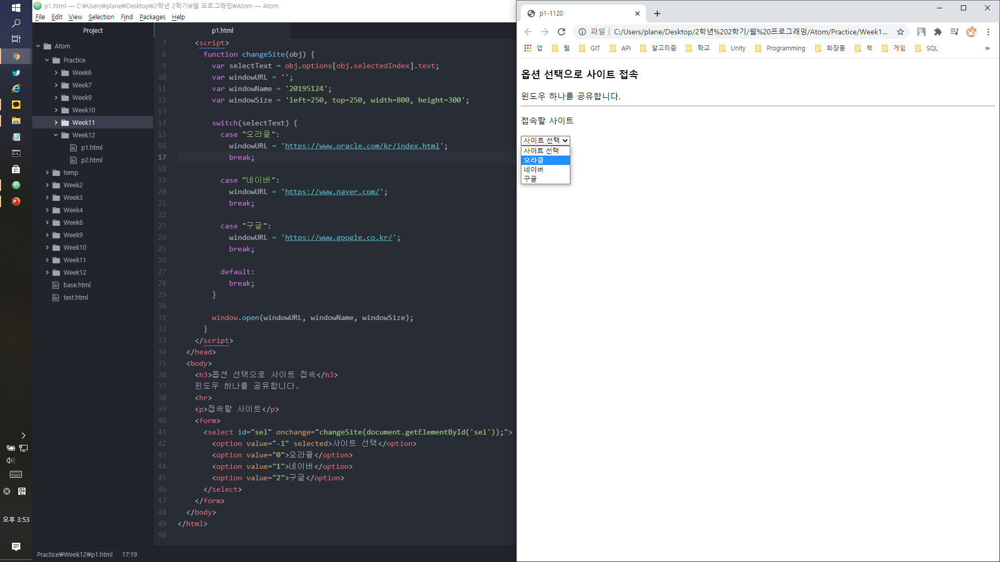 p1.html — C:₩Users₩plane₩Desktop₩2학년 2학기₩웹 프로그래밍₩Atom — Atom
File Edit View Selection Find Packages Help
Project
Atom
Practice
Week6
Week7
Week9
Week10
Week11
Week12
p1.html
p2.html
temp
Week2
Week3
Week4
Week6
Week9
Week10
Week11
Week12
base.html
test.html
p1.html
7 <script>
8 function changeSite(obj) {
9 var selectText = obj.options[obj.selectedIndex].text;
10 var windowURL = '';
11 var windowName = '20195124';
12 var windowSize = 'left=250, top=250, width=800, height=300';
13
14 switch(selectText) {
15 case "오라클":
16 windowURL = 'https://www.oracle.com/kr/index.html';
17 break;
18
19 case "네이버":
20 windowURL = 'https://www.naver.com/';
21 break;
22
23 case "구글":
24 windowURL = 'https://www.google.co.kr/';
25 break;
26
27 default:
28 break;
29 }
30
31 window.open(windowURL, windowName, windowSize);
32 }
33 </script>
34 </head>
35 <body>
36 <h3>옵션 선택으로 사이트 접속</h3>
37 윈도우 하나를 공유합니다.
38 <hr>
39 <p>접속할 사이트</p>
40 <form>
41 <select id="sel" onchange="changeSite(document.getElementById('sel'));">
42 <option value="-1" selected>사이트 선택</option>
43 <option value="0">오라클</option>
44 <option value="1">네이버</option>
45 <option value="2">구글</option>
46 </select>
47 </form>
48 </body>
49 </html>
50
Practice₩Week12₩p1.html 17:19
한
오후 3:53
p1-1120
파일 C:/Users/plane/Desktop/2학년%202학기/웹%20프로그래밍/Atom/Practice/Week1...
앱 웹 GIT API 알고리즘 학교 Unity Programming 화장품 책 게임 SQL »
옵션 선택으로 사이트 접속
윈도우 하나를 공유합니다.
접속할 사이트
사이트 선택
사이트 선택
오라클
네이버
구글